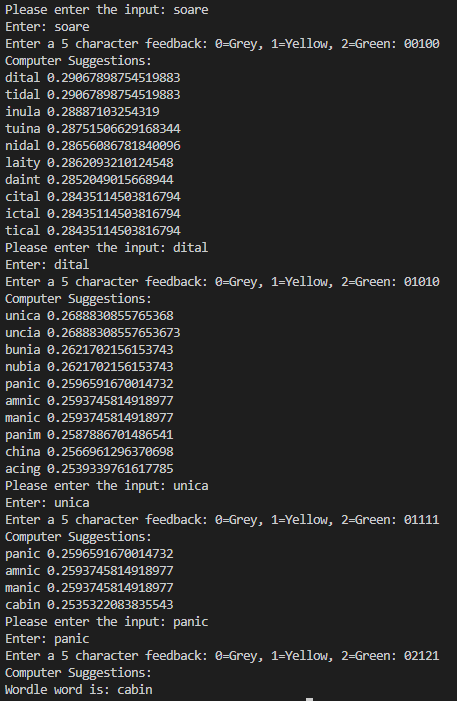 Please enter the input: soare
Enter: soare
Enter a 5 character feedback: 0=Grey, 1=Yellow, 2=Green: 00100
Computer Suggestions:
dital 0.29067898754519883
tidal 0.29067898754519883
inula 0.28887103254319
tuina 0.28751506629168344
nidal 0.28656086781840096
laity 0.2862093210124548
daint 0.2852049015668944
cital 0.28435114503816794
ictal 0.28435114503816794
tical 0.28435114503816794
Please enter the input: dital
Enter: dital
Enter a 5 character feedback: 0=Grey, 1=Yellow, 2=Green: 01010
Computer Suggestions:
unica 0.2688830855765368
uncia 0.26888308557653673
bunia 0.2621702156153743
nubia 0.2621702156153743
panic 0.2596591670014732
amnic 0.2593745814918977
manic 0.2593745814918977
panim 0.2587886701486541
china 0.2566961296370698
acing 0.2539339761617785
Please enter the input: unica
Enter: unica
Enter a 5 character feedback: 0=Grey, 1=Yellow, 2=Green: 01111
Computer Suggestions:
panic 0.2596591670014732
amnic 0.2593745814918977
manic 0.2593745814918977
cabin 0.2535322083835543
Please enter the input: panic
Enter: panic
Enter a 5 character feedback: 0=Grey, 1=Yellow, 2=Green: 02121
Computer Suggestions:
Wordle word is: cabin